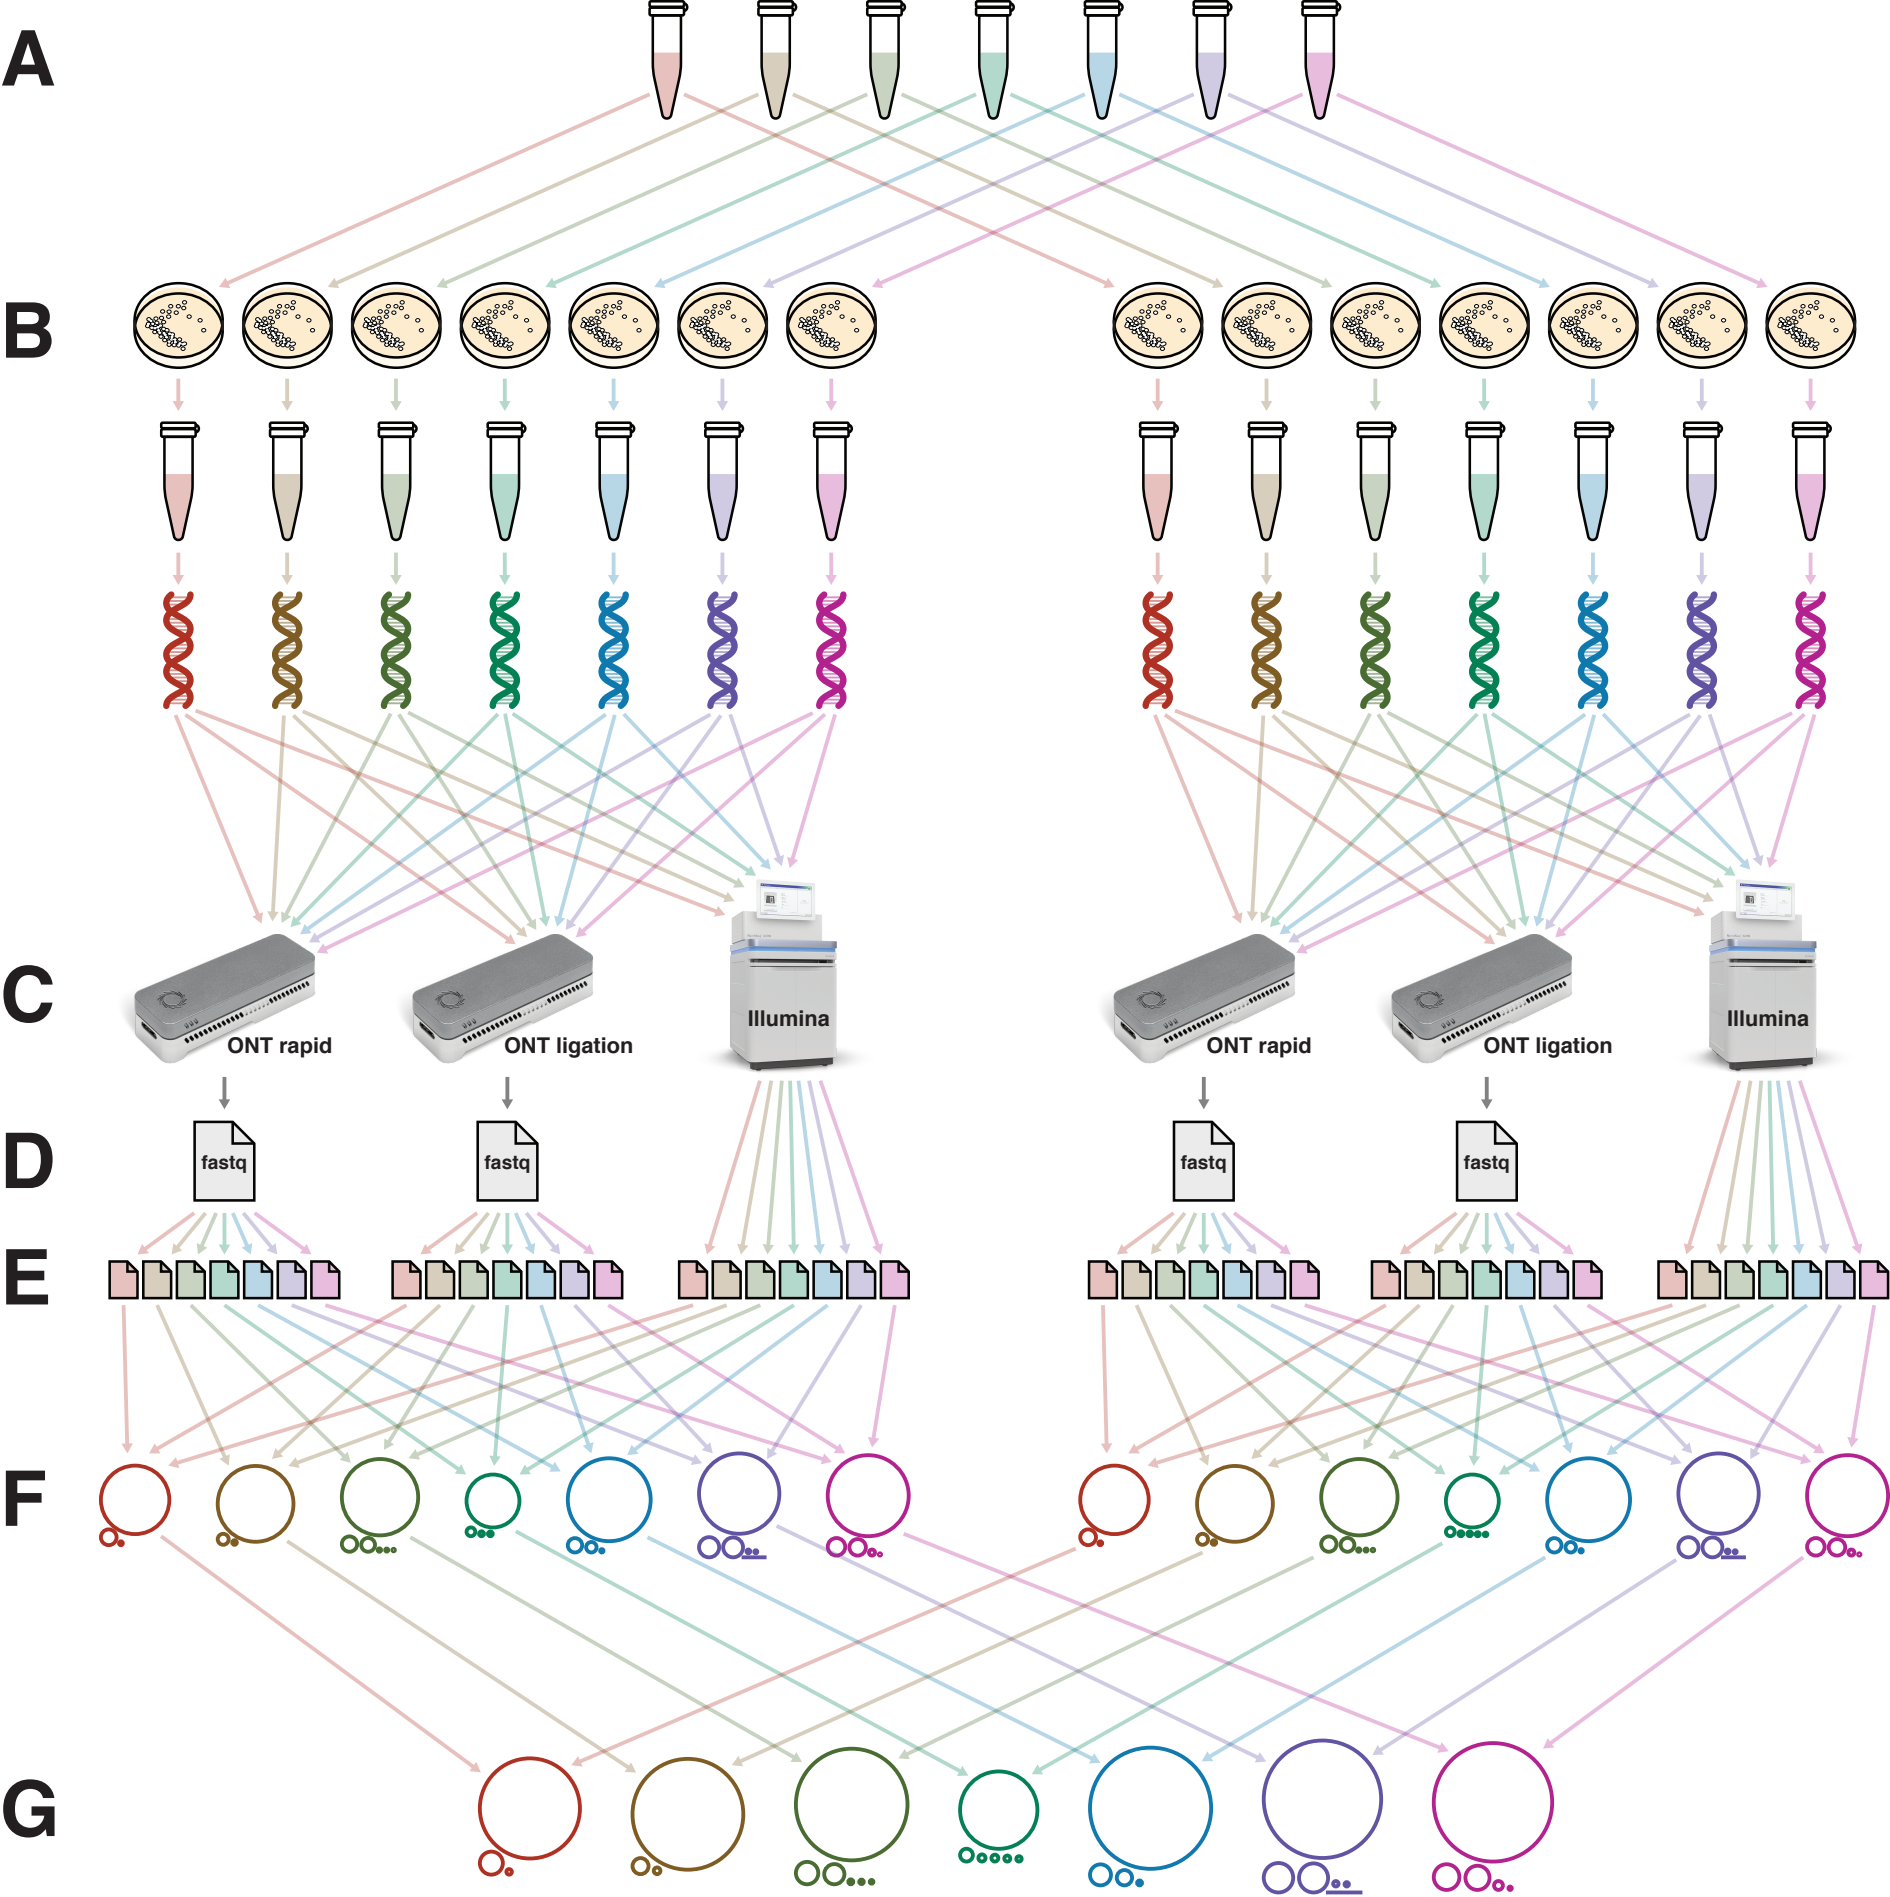 A
B
C
ONT rapid
ONT ligation
Illumina
ONT rapid
ONT ligation
Illumina
D
fastq
fastq
fastq
fastq
E
F
G